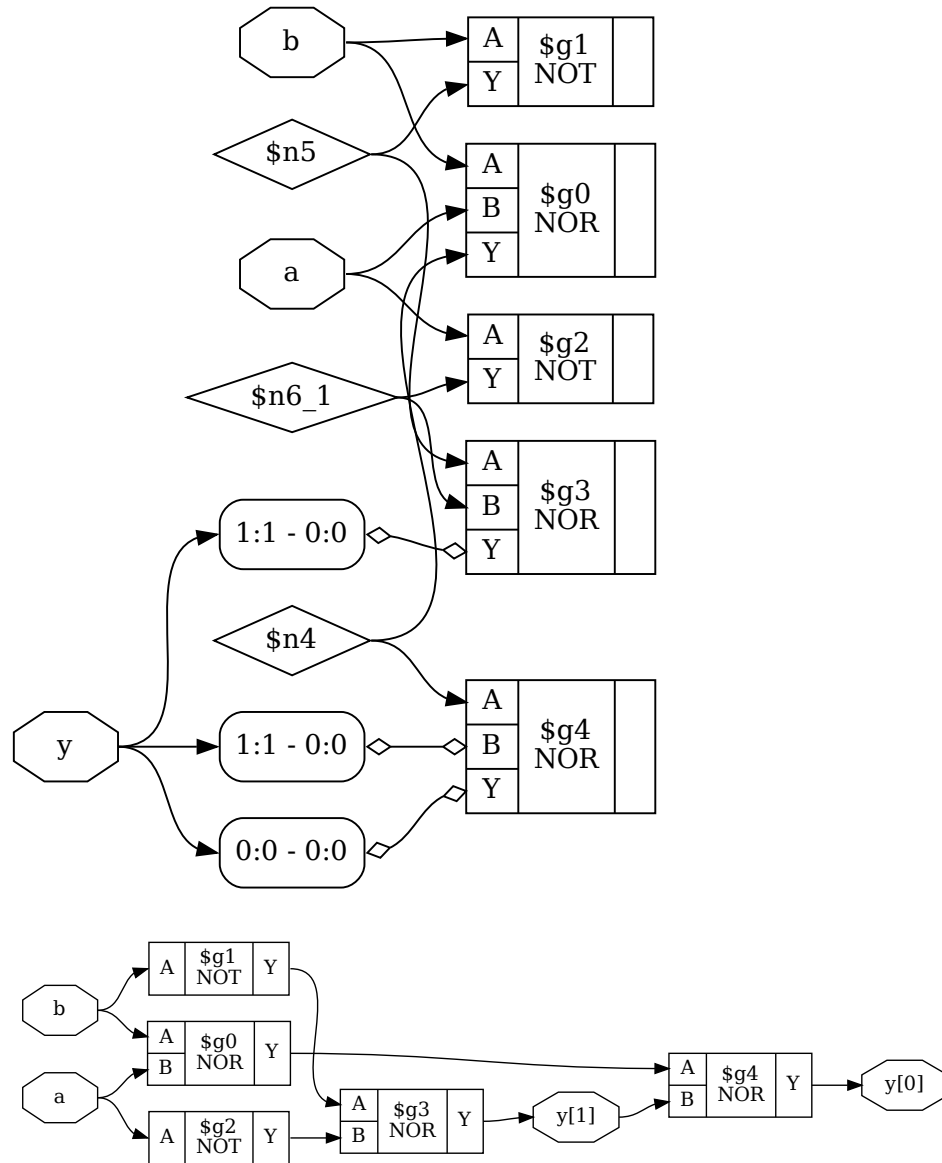 b
A
$g1
NOT
Y
$n5
A
$g0
NOR
B
Y
a
A
$g2
NOT
Y
$n6_1
A
$g3
NOR
B
Y
1:1 - 0:0
$n4
A
$g4
NOR
B
Y
y
1:1 - 0:0
0:0 - 0:0
b
A
$g1
NOT
Y
A
B
$g0
NOR
Y
a
A
$g2
NOT
Y
A
B
$g3
NOR
Y
y[1]
A
B
$g4
NOR
Y
y[0]